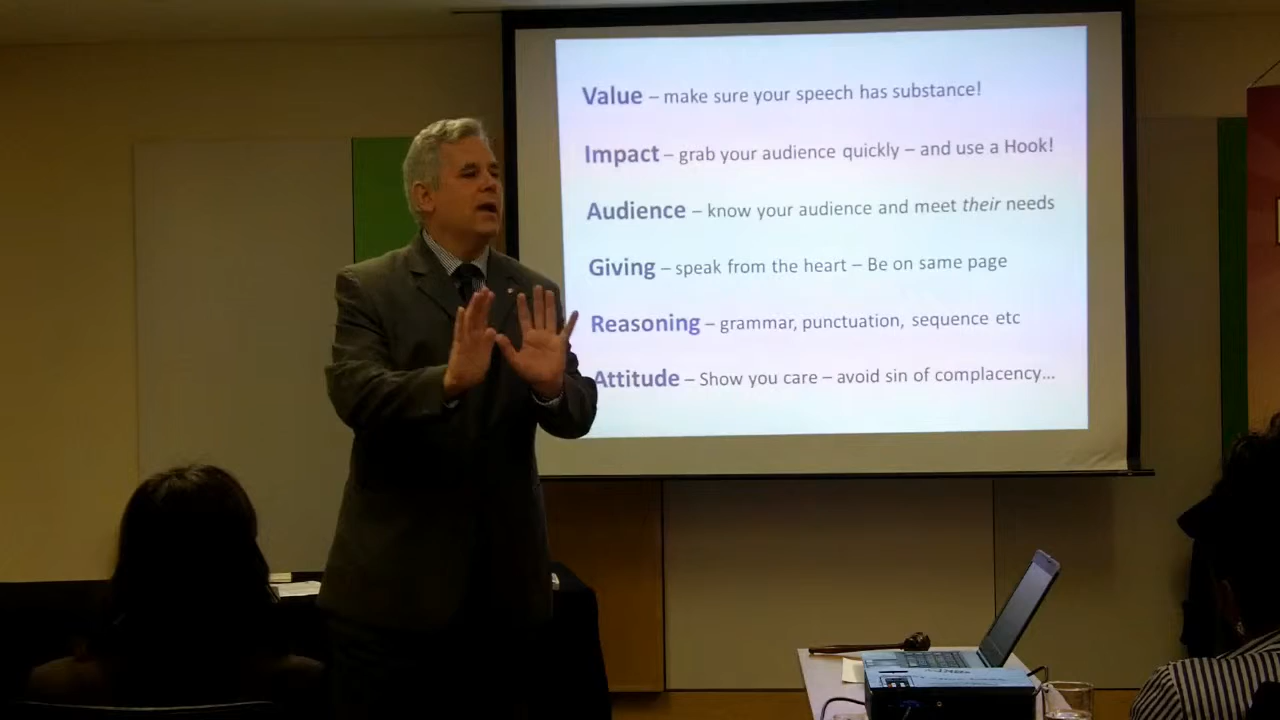 Value – make sure your speech has substance!
Impact – grab your audience quickly – and use a Hook!
Audience – know your audience and meet their needs
Giving – speak from the heart – Be on same page
Reasoning – grammar, punctuation, sequence etc
Attitude – Show you care – avoid sin of complacency...